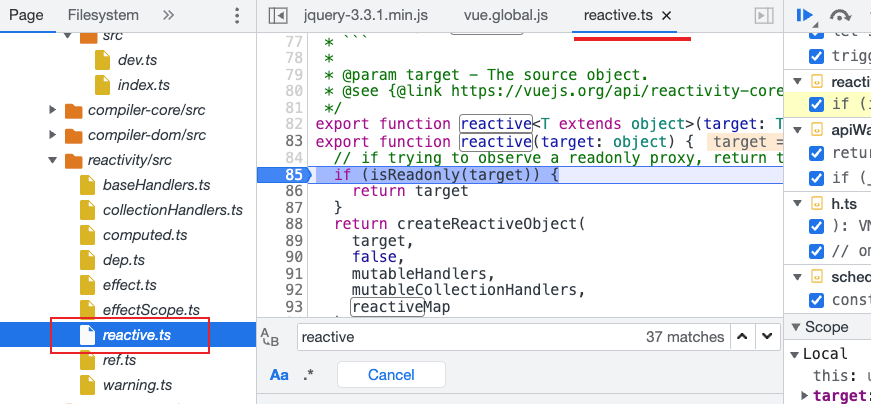 Page Filesystem
src
dev.ts
index.ts
compiler-core/src
compiler-dom/src
reactivity/src
baseHandlers.ts
collectionHandlers.ts
computed.ts
dep.ts
effect.ts
effectScope.ts
reactive.ts
ref.ts
warning.ts
jquery-3.3.1.min.js vue.global.js reactive.ts
77 * ```
78 *
79 * @param target - The source object.
80 * @see {@link https://vuejs.org/api/reactivity-core
81 */
82 export function reactive<T extends object>(target: T
83 export function reactive(target: object) { target =
84 // if trying to observe a readonly proxy, return t
85 if (isReadonly(target)) {
86 return target
87 }
88 return createReactiveObject(
89 target,
90 false,
91 mutableHandlers,
92 mutableCollectionHandlers,
93 reactiveMap
reactive 37 matches
Aa .* Cancel
trigg
reacti
if (i
apiWa
retur
if (_
h.ts
): VN
// om
sched
const
Scope
Local
this: u
target: